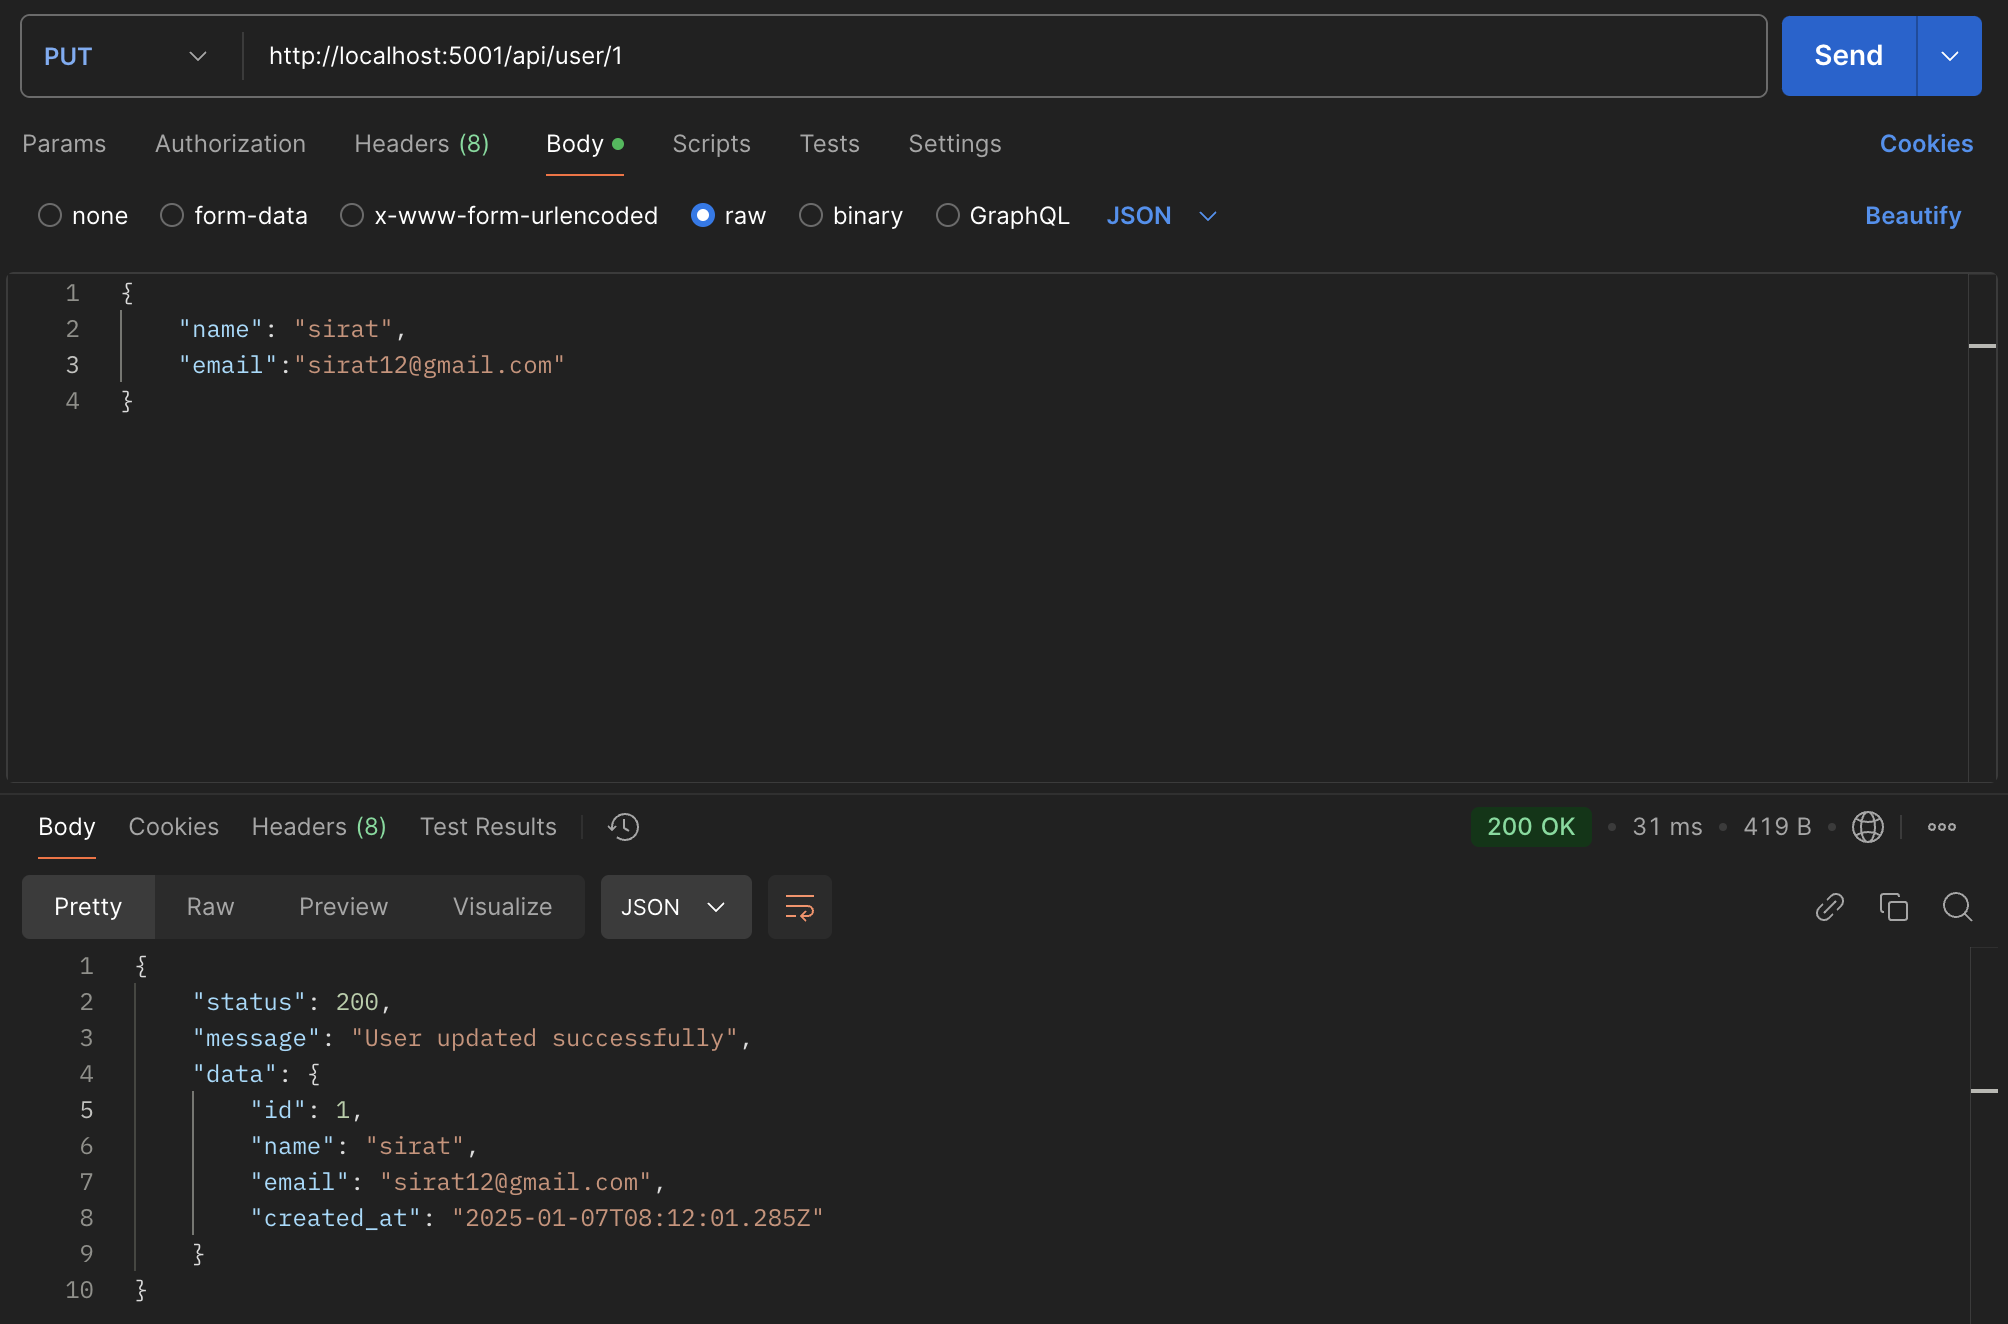 PUT http://localhost:5001/api/user/1 Send
Params Authorization Headers (8) Body Scripts Tests Settings Cookies
none form-data x-www-form-urlencoded raw binary GraphQL JSON Beautify
1 {
2     "name": "sirat",
3     "email":"sirat12@gmail.com"
4 }
Body Cookies Headers (8) Test Results 200 OK 31 ms 419 B
Pretty Raw Preview Visualize JSON
1 {
2     "status": 200,
3     "message": "User updated successfully",
4     "data": {
5         "id": 1,
6         "name": "sirat",
7         "email": "sirat12@gmail.com",
8         "created_at": "2025-01-07T08:12:01.285Z"
9     }
10 }